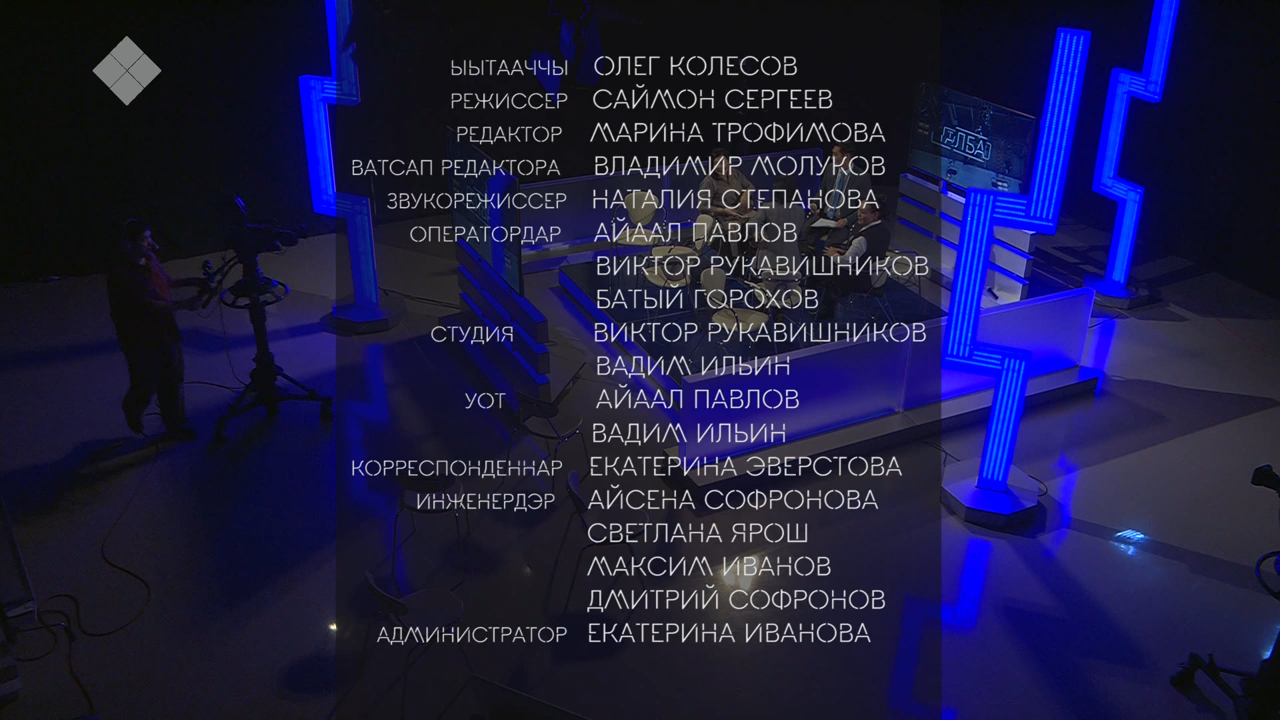 ЫЫТАЧЧЫ ОЛЕГ КОЛЕСОВ
РЕЖИССЕР САЙМОН СЕРГЕЕВ
РЕДАКТОР МАРИНА ТРОФИМОВА
ВАТСАП РЕДАКТОРА ВЛАДИМИР МОЛУКОВ
ЗВУКОРЕЖИССЕР НАТАЛИЯ СТЕПАНОВА
ОПЕРАТОРДАР АЙААЛ ПАВЛОВ
ВИКТОР РУКАВИШНИКОВ
БАТЫЙ ГОРОХОВ
СТУДИЯ ВИКТОР РУКАВИШНИКОВ
ВАДИМ ИЛЬИН
УОТ АЙААЛ ПАВЛОВ
ВАДИМ ИЛЬИН
КОРРЕСПОНДЕННАР ЕКАТЕРИНА ЭВЕРСТОВА
ИНЖЕНЕРДЭР АЙСЕНА СОФРОНОВА
СВЕТЛАНА ЯРОШ
МАКСИМ ИВАНОВ
ДМИТРИЙ СОФРОНОВ
АДМИНИСТРАТОР ЕКАТЕРИНА ИВАНОВА